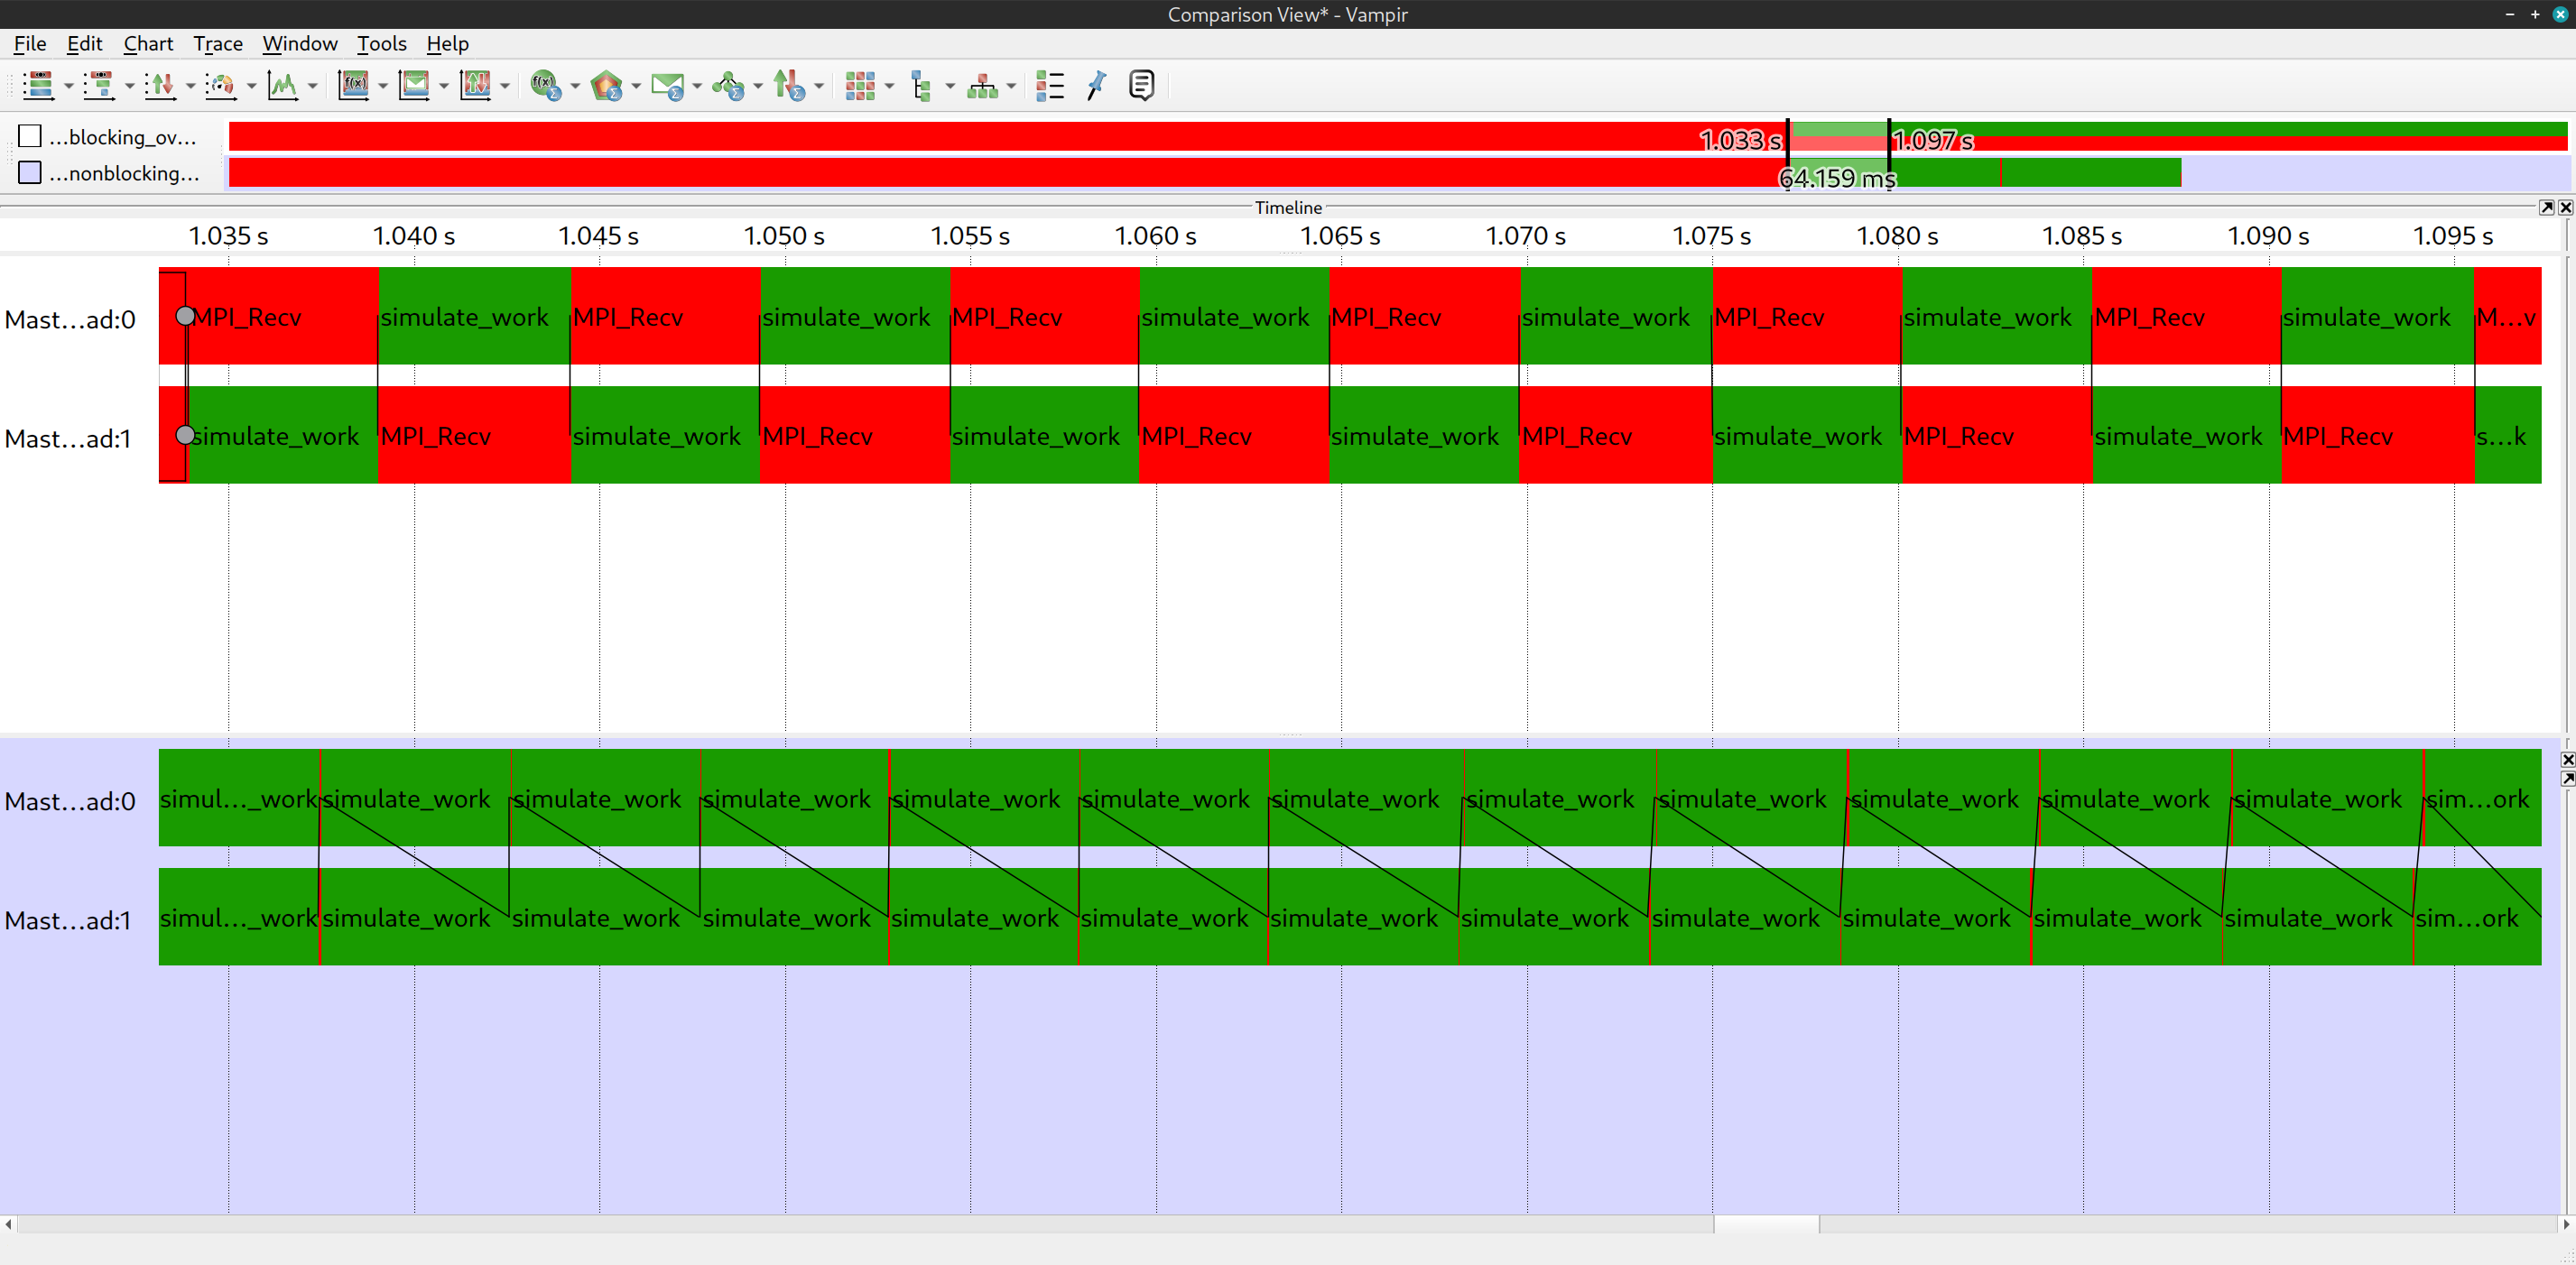 Comparison View* - Vampir
File Edit Chart Trace Window Tools Help
...blocking_ov... 1.033 s 1.097 s
...nonblocking... 64.159 ms
Timeline
1.035 s 1.040 s 1.045 s 1.050 s 1.055 s 1.060 s 1.065 s 1.070 s 1.075 s 1.080 s 1.085 s 1.090 s 1.095 s
Mast...ad:0 MPI_Recv simulate_work MPI_Recv simulate_work MPI_Recv simulate_work MPI_Recv simulate_work MPI_Recv simulate_work MPI_Recv simulate_work M...v
Mast...ad:1 simulate_work MPI_Recv simulate_work MPI_Recv simulate_work MPI_Recv simulate_work MPI_Recv simulate_work MPI_Recv simulate_work MPI_Recv s...k
Mast...ad:0 simul..._work simulate_work simulate_work simulate_work simulate_work simulate_work simulate_work simulate_work simulate_work simulate_work simulate_work simulate_work sim...ork
Mast...ad:1 simul..._work simulate_work simulate_work simulate_work simulate_work simulate_work simulate_work simulate_work simulate_work simulate_work simulate_work simulate_work sim...ork